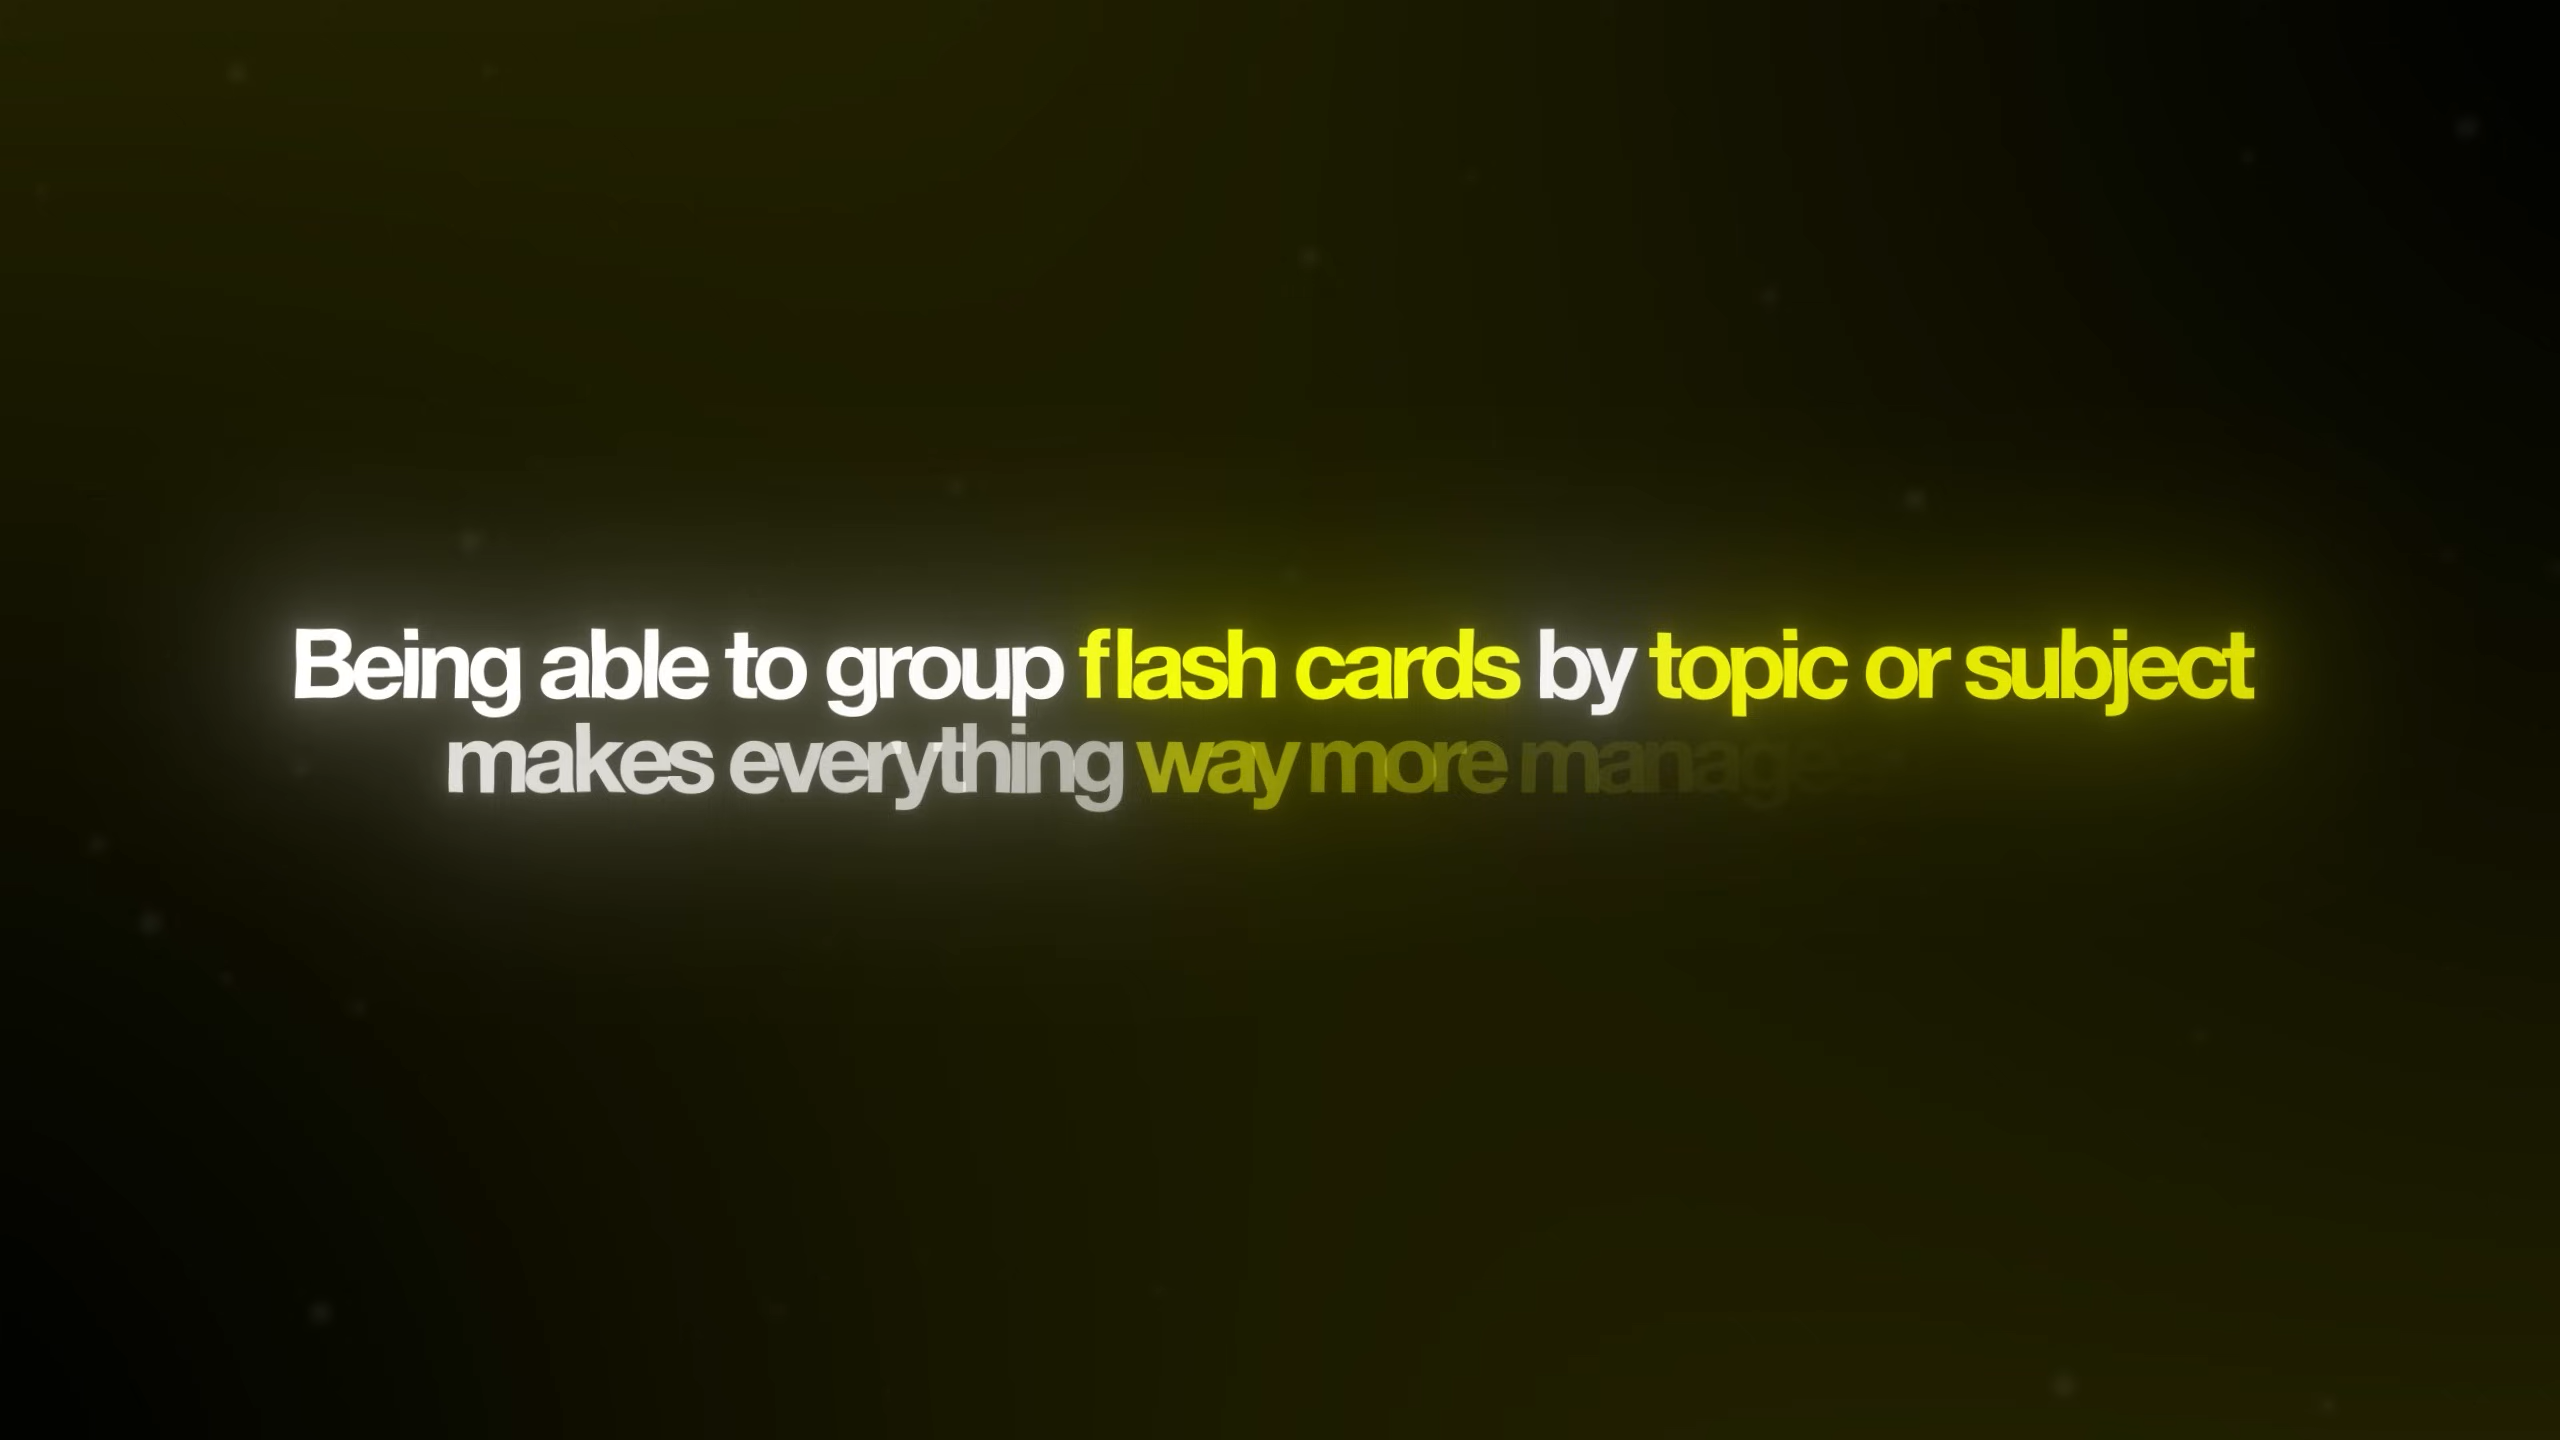 Being able to group flash cards by topic or subject
makes everything way more